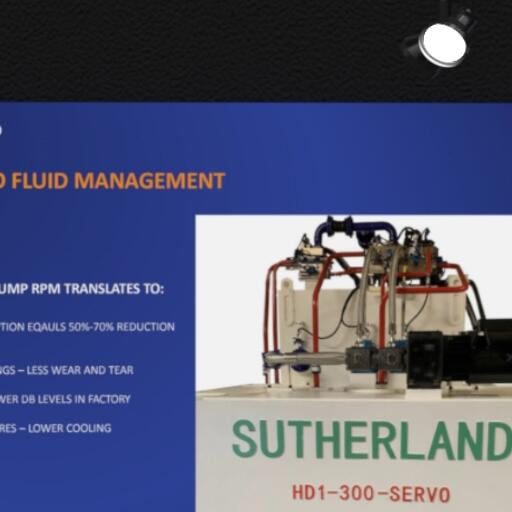 O FLUID MANAGEMENT
UMP RPM TRANSLATES TO:
TION EQAULS 50%-70% REDUCTION
NGS – LESS WEAR AND TEAR
WER DB LEVELS IN FACTORY
RES – LOWER COOLING
SUTHERLAND
HD1-300-SERVO